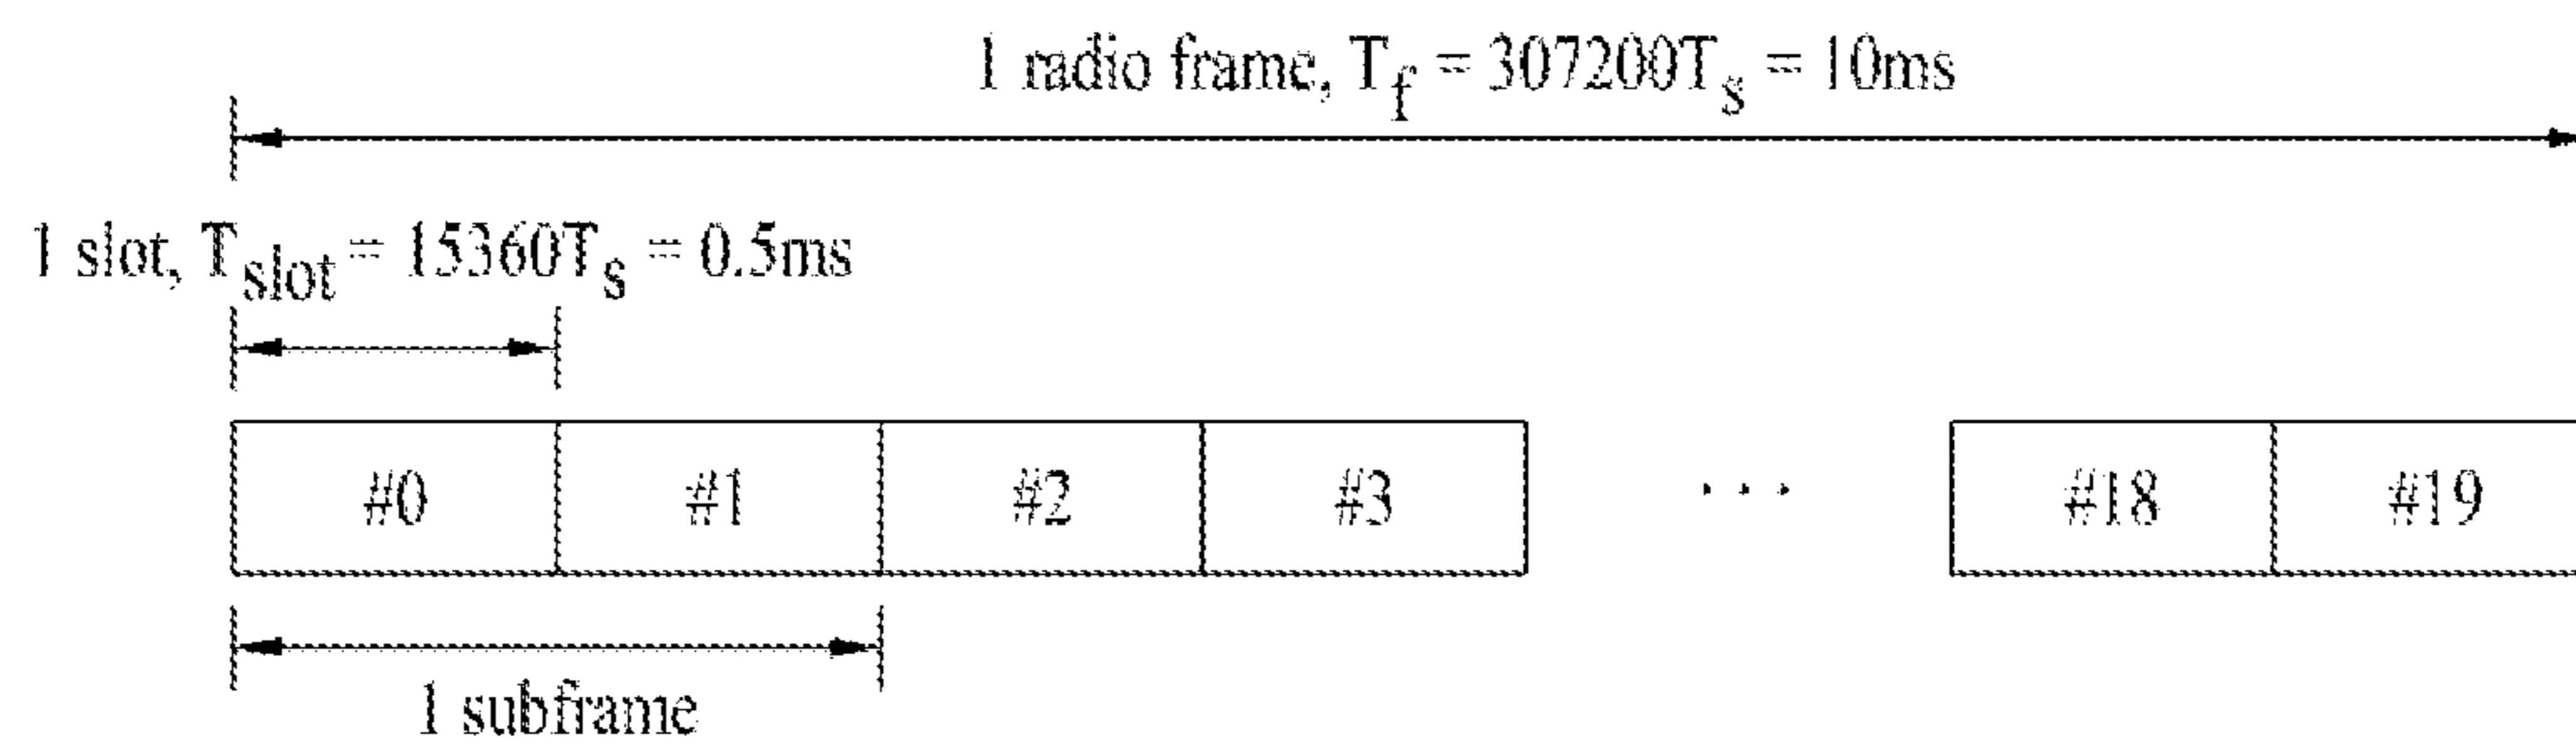 1 radio frame, T_f = 307200T_s = 10ms
1 slot, T_slot = 15360T_s = 0.5ms
#0 #1 #2 #3 ... #18 #19
1 subframe